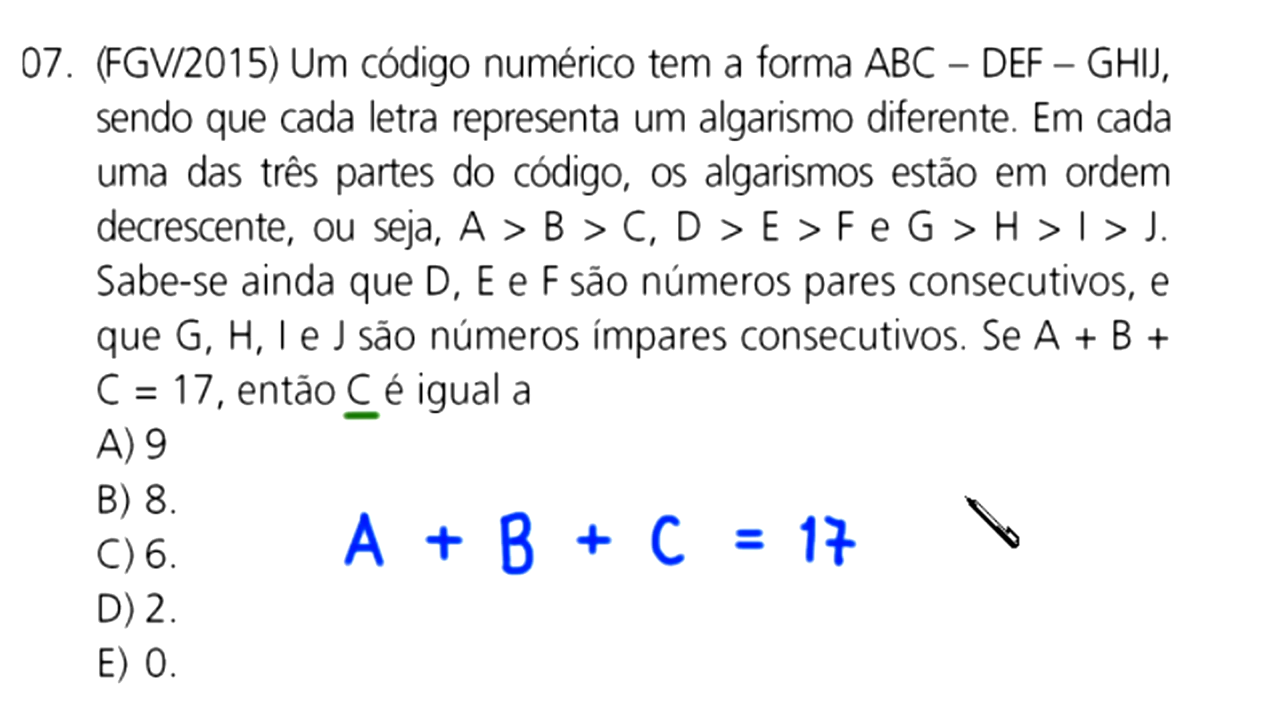 07. (FGV/2015) Um código numérico tem a forma ABC – DEF – GHIJ,
sendo que cada letra representa um algarismo diferente. Em cada
uma das três partes do código, os algarismos estão em ordem
decrescente, ou seja, A > B > C, D > E > F e G > H > I > J.
Sabe-se ainda que D, E e F são números pares consecutivos, e
que G, H, I e J são números ímpares consecutivos. Se A + B +
C = 17, então C é igual a
A) 9
B) 8.
C) 6.
D) 2.
E) 0.
A + B + C = 17